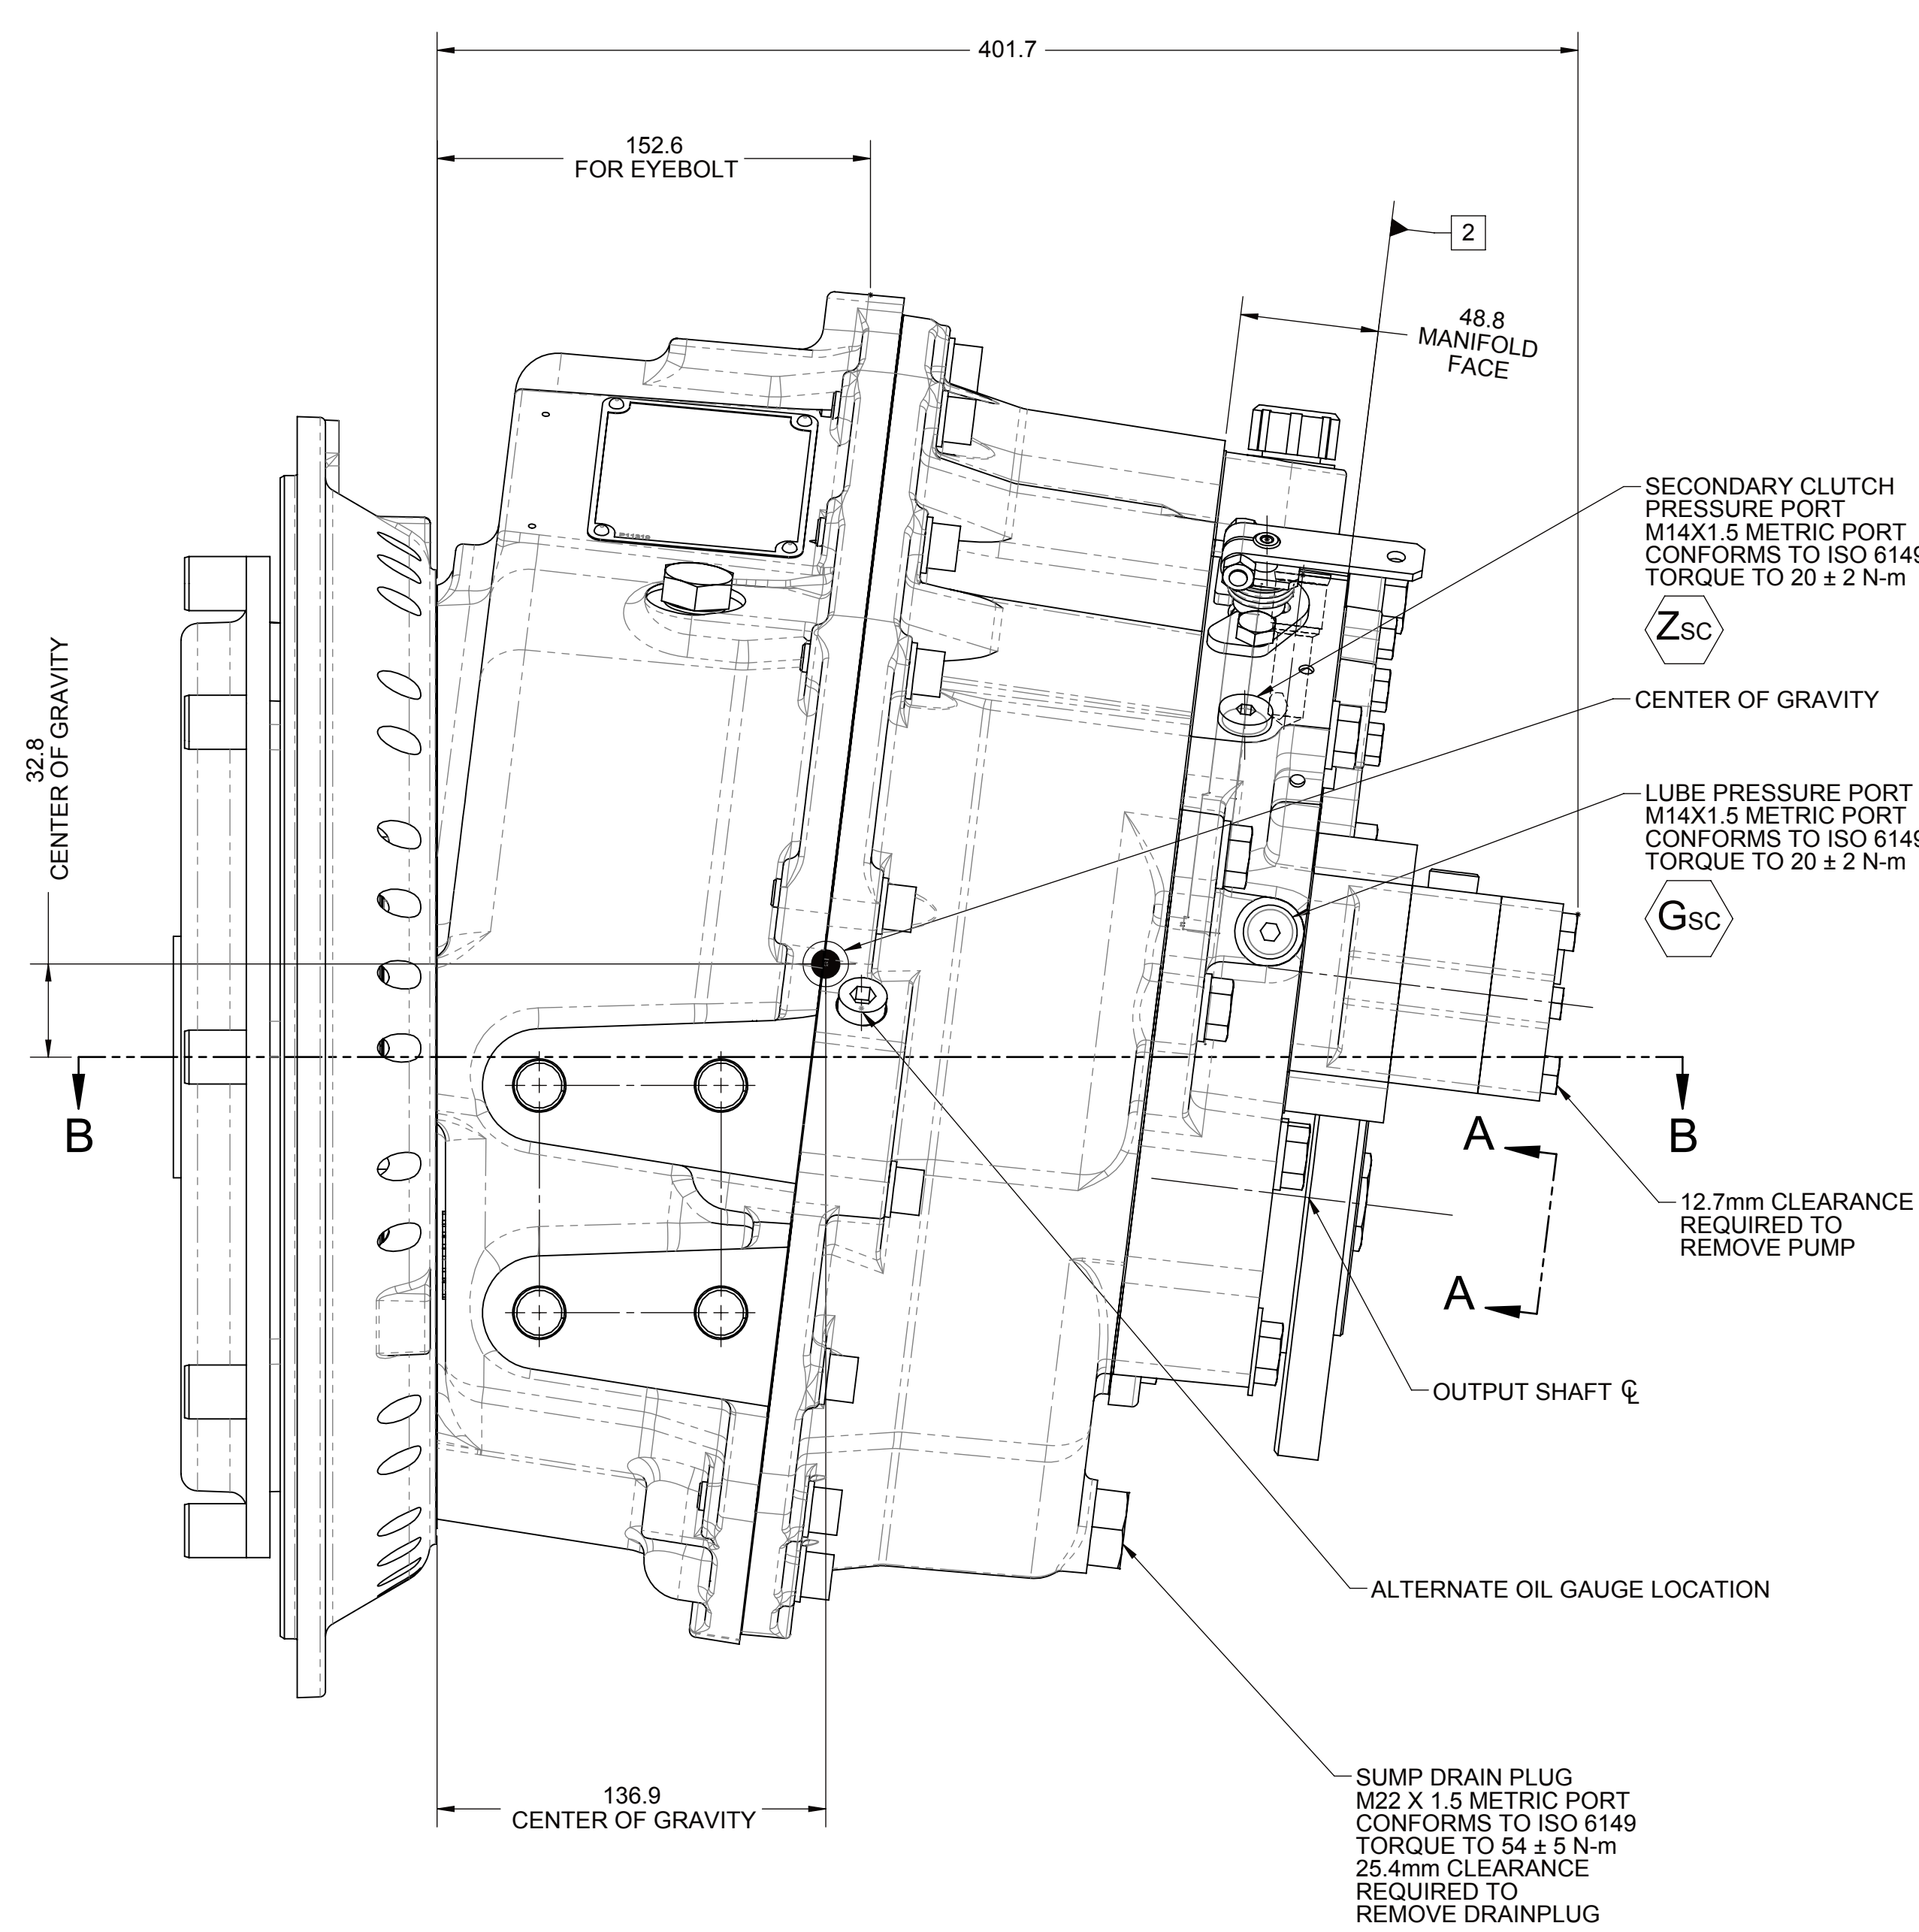 401.7
152.6
FOR EYEBOLT
2
48.8
MANIFOLD
FACE
SECONDARY CLUTCH
PRESSURE PORT
M14X1.5 METRIC PORT
CONFORMS TO ISO 6149
TORQUE TO 20 ± 2 N-m
ZSC
CENTER OF GRAVITY
32.8
CENTER OF GRAVITY
LUBE PRESSURE PORT
M14X1.5 METRIC PORT
CONFORMS TO ISO 6149
TORQUE TO 20 ± 2 N-m
GSC
B
B
A
12.7mm CLEARANCE
REQUIRED TO
REMOVE PUMP
A
OUTPUT SHAFT ℄
ALTERNATE OIL GAUGE LOCATION
136.9
CENTER OF GRAVITY
SUMP DRAIN PLUG
M22 X 1.5 METRIC PORT
CONFORMS TO ISO 6149
TORQUE TO 54 ± 5 N-m
25.4mm CLEARANCE
REQUIRED TO
REMOVE DRAINPLUG